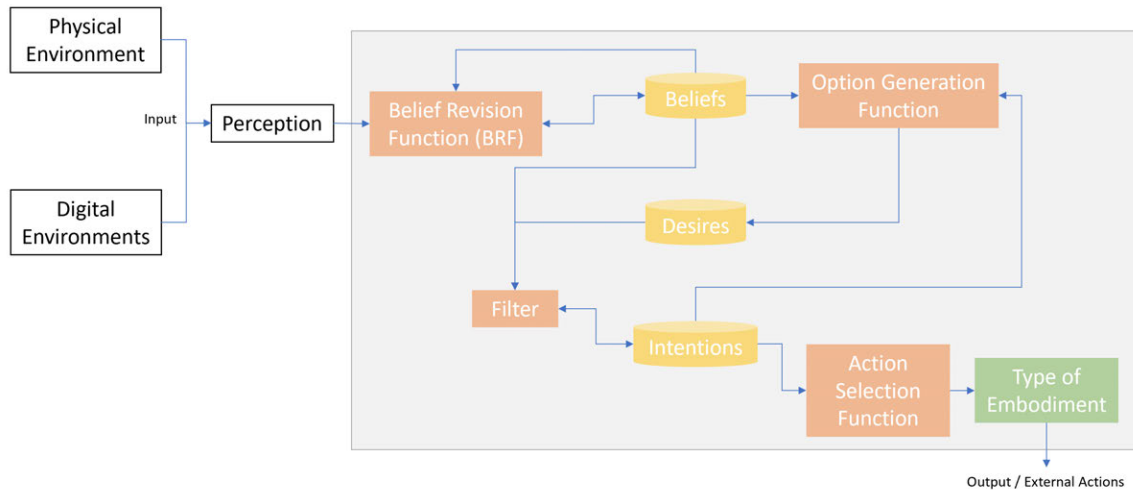 Physical
Environment
Input
Perception
Digital
Environments
Belief Revision
Function (BRF)
Beliefs
Option Generation
Function
Desires
Filter
Intentions
Action
Selection
Function
Type of
Embodiment
Output / External Actions